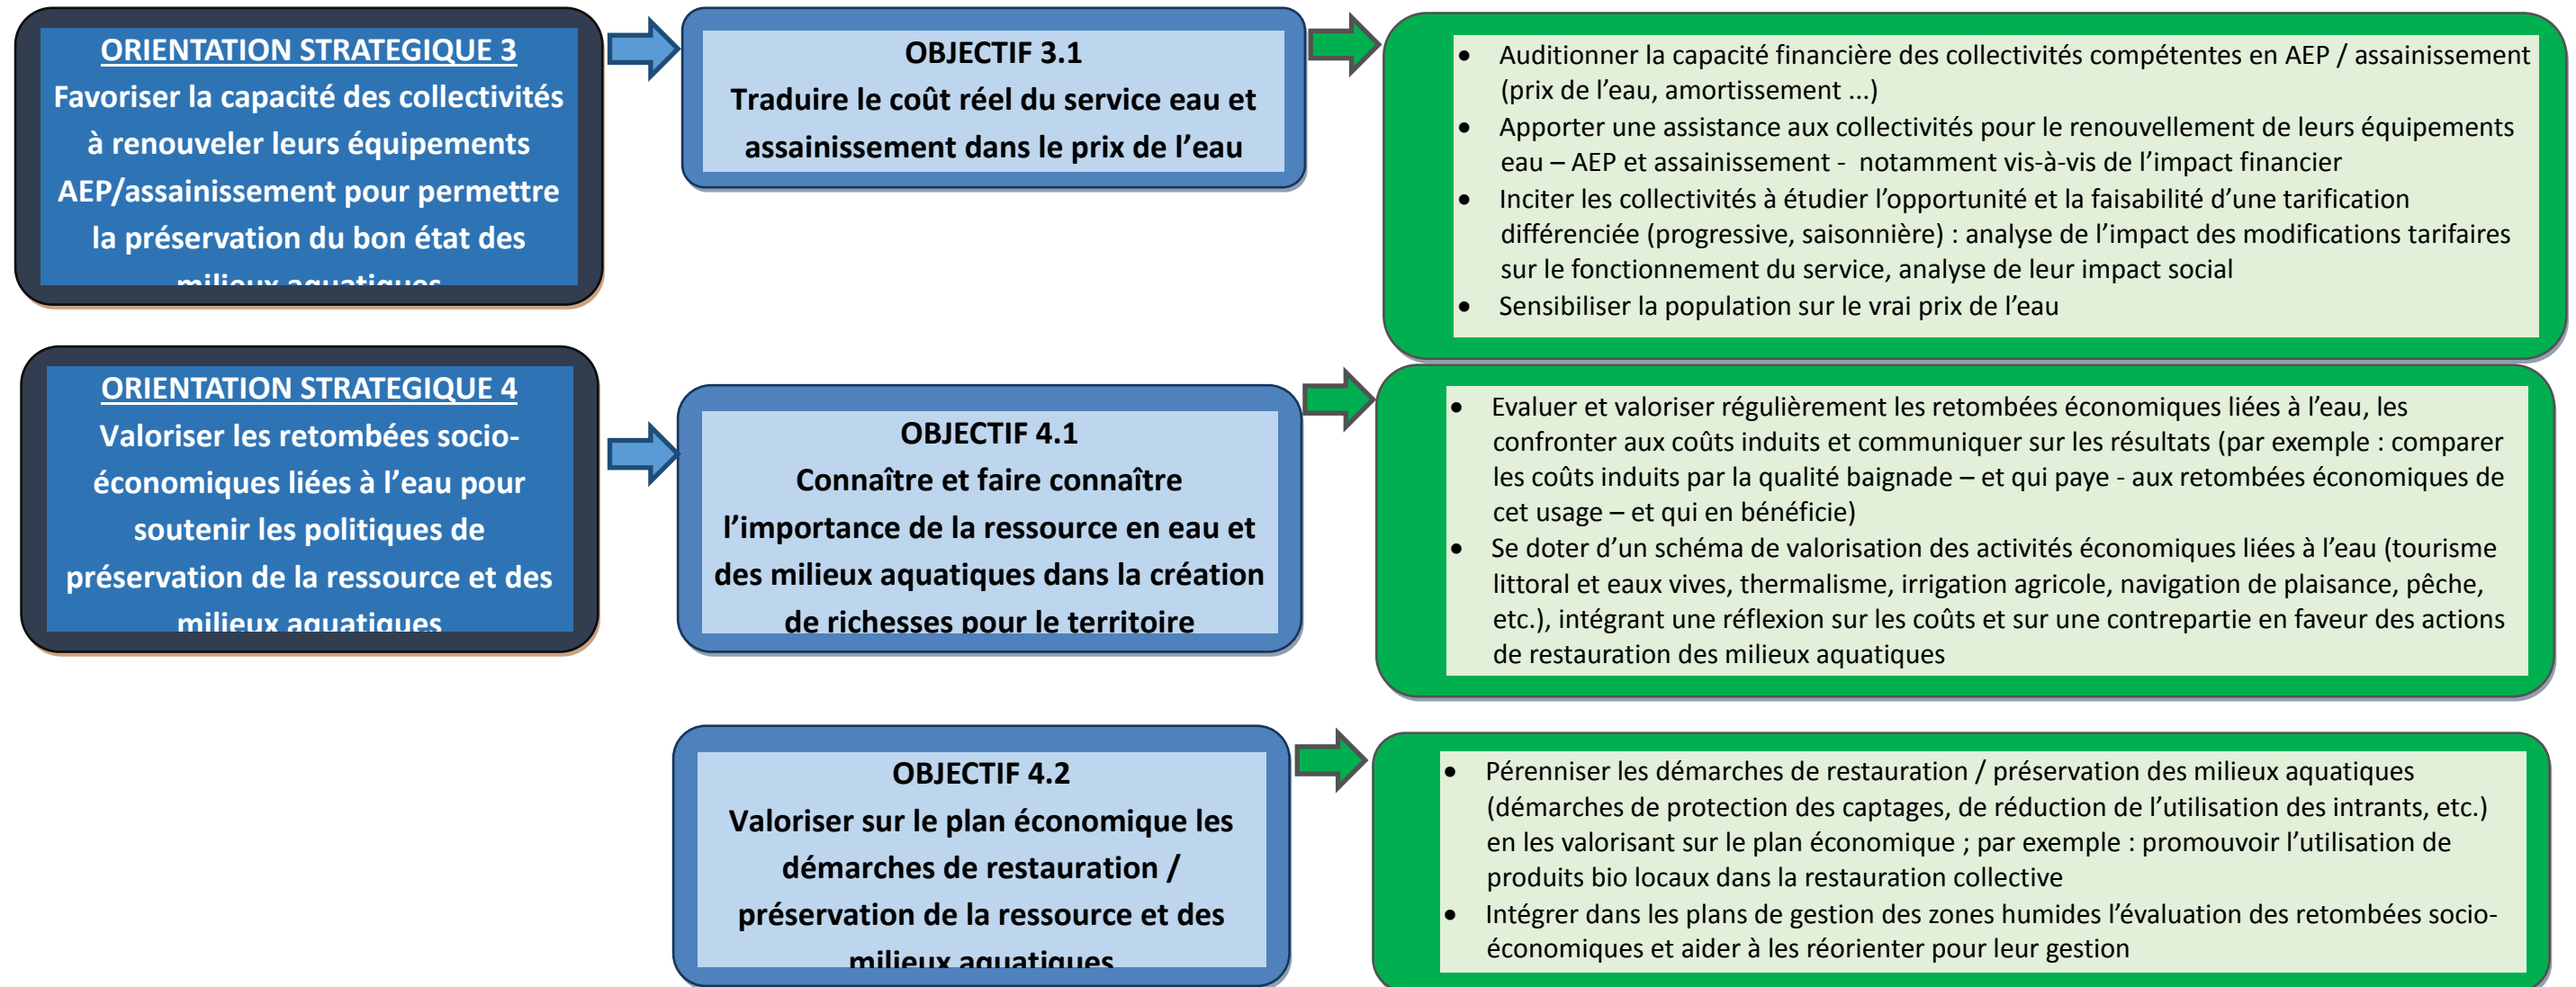 ORIENTATION STRATEGIQUE 3
Favoriser la capacité des collectivités
à renouveler leurs équipements
AEP/assainissement pour permettre
la préservation du bon état des
milieux aquatiques
OBJECTIF 3.1
Traduire le coût réel du service eau et
assainissement dans le prix de l’eau
• Auditionner la capacité financière des collectivités compétentes en AEP / assainissement
(prix de l’eau, amortissement ...)
• Apporter une assistance aux collectivités pour le renouvellement de leurs équipements
eau – AEP et assainissement - notamment vis-à-vis de l’impact financier
• Inciter les collectivités à étudier l’opportunité et la faisabilité d’une tarification
différenciée (progressive, saisonnière) : analyse de l’impact des modifications tarifaires
sur le fonctionnement du service, analyse de leur impact social
• Sensibiliser la population sur le vrai prix de l’eau
ORIENTATION STRATEGIQUE 4
Valoriser les retombées socio-
économiques liées à l’eau pour
soutenir les politiques de
préservation de la ressource et des
milieux aquatiques
OBJECTIF 4.1
Connaître et faire connaître
l’importance de la ressource en eau et
des milieux aquatiques dans la création
de richesses pour le territoire
• Evaluer et valoriser régulièrement les retombées économiques liées à l’eau, les
confronter aux coûts induits et communiquer sur les résultats (par exemple : comparer
les coûts induits par la qualité baignade – et qui paye - aux retombées économiques de
cet usage – et qui en bénéficie)
• Se doter d’un schéma de valorisation des activités économiques liées à l’eau (tourisme
littoral et eaux vives, thermalisme, irrigation agricole, navigation de plaisance, pêche,
etc.), intégrant une réflexion sur les coûts et sur une contrepartie en faveur des actions
de restauration des milieux aquatiques
OBJECTIF 4.2
Valoriser sur le plan économique les
démarches de restauration /
préservation de la ressource et des
milieux aquatiques
• Pérenniser les démarches de restauration / préservation des milieux aquatiques
(démarches de protection des captages, de réduction de l’utilisation des intrants, etc.)
en les valorisant sur le plan économique ; par exemple : promouvoir l’utilisation de
produits bio locaux dans la restauration collective
• Intégrer dans les plans de gestion des zones humides l’évaluation des retombées socio-
économiques et aider à les réorienter pour leur gestion